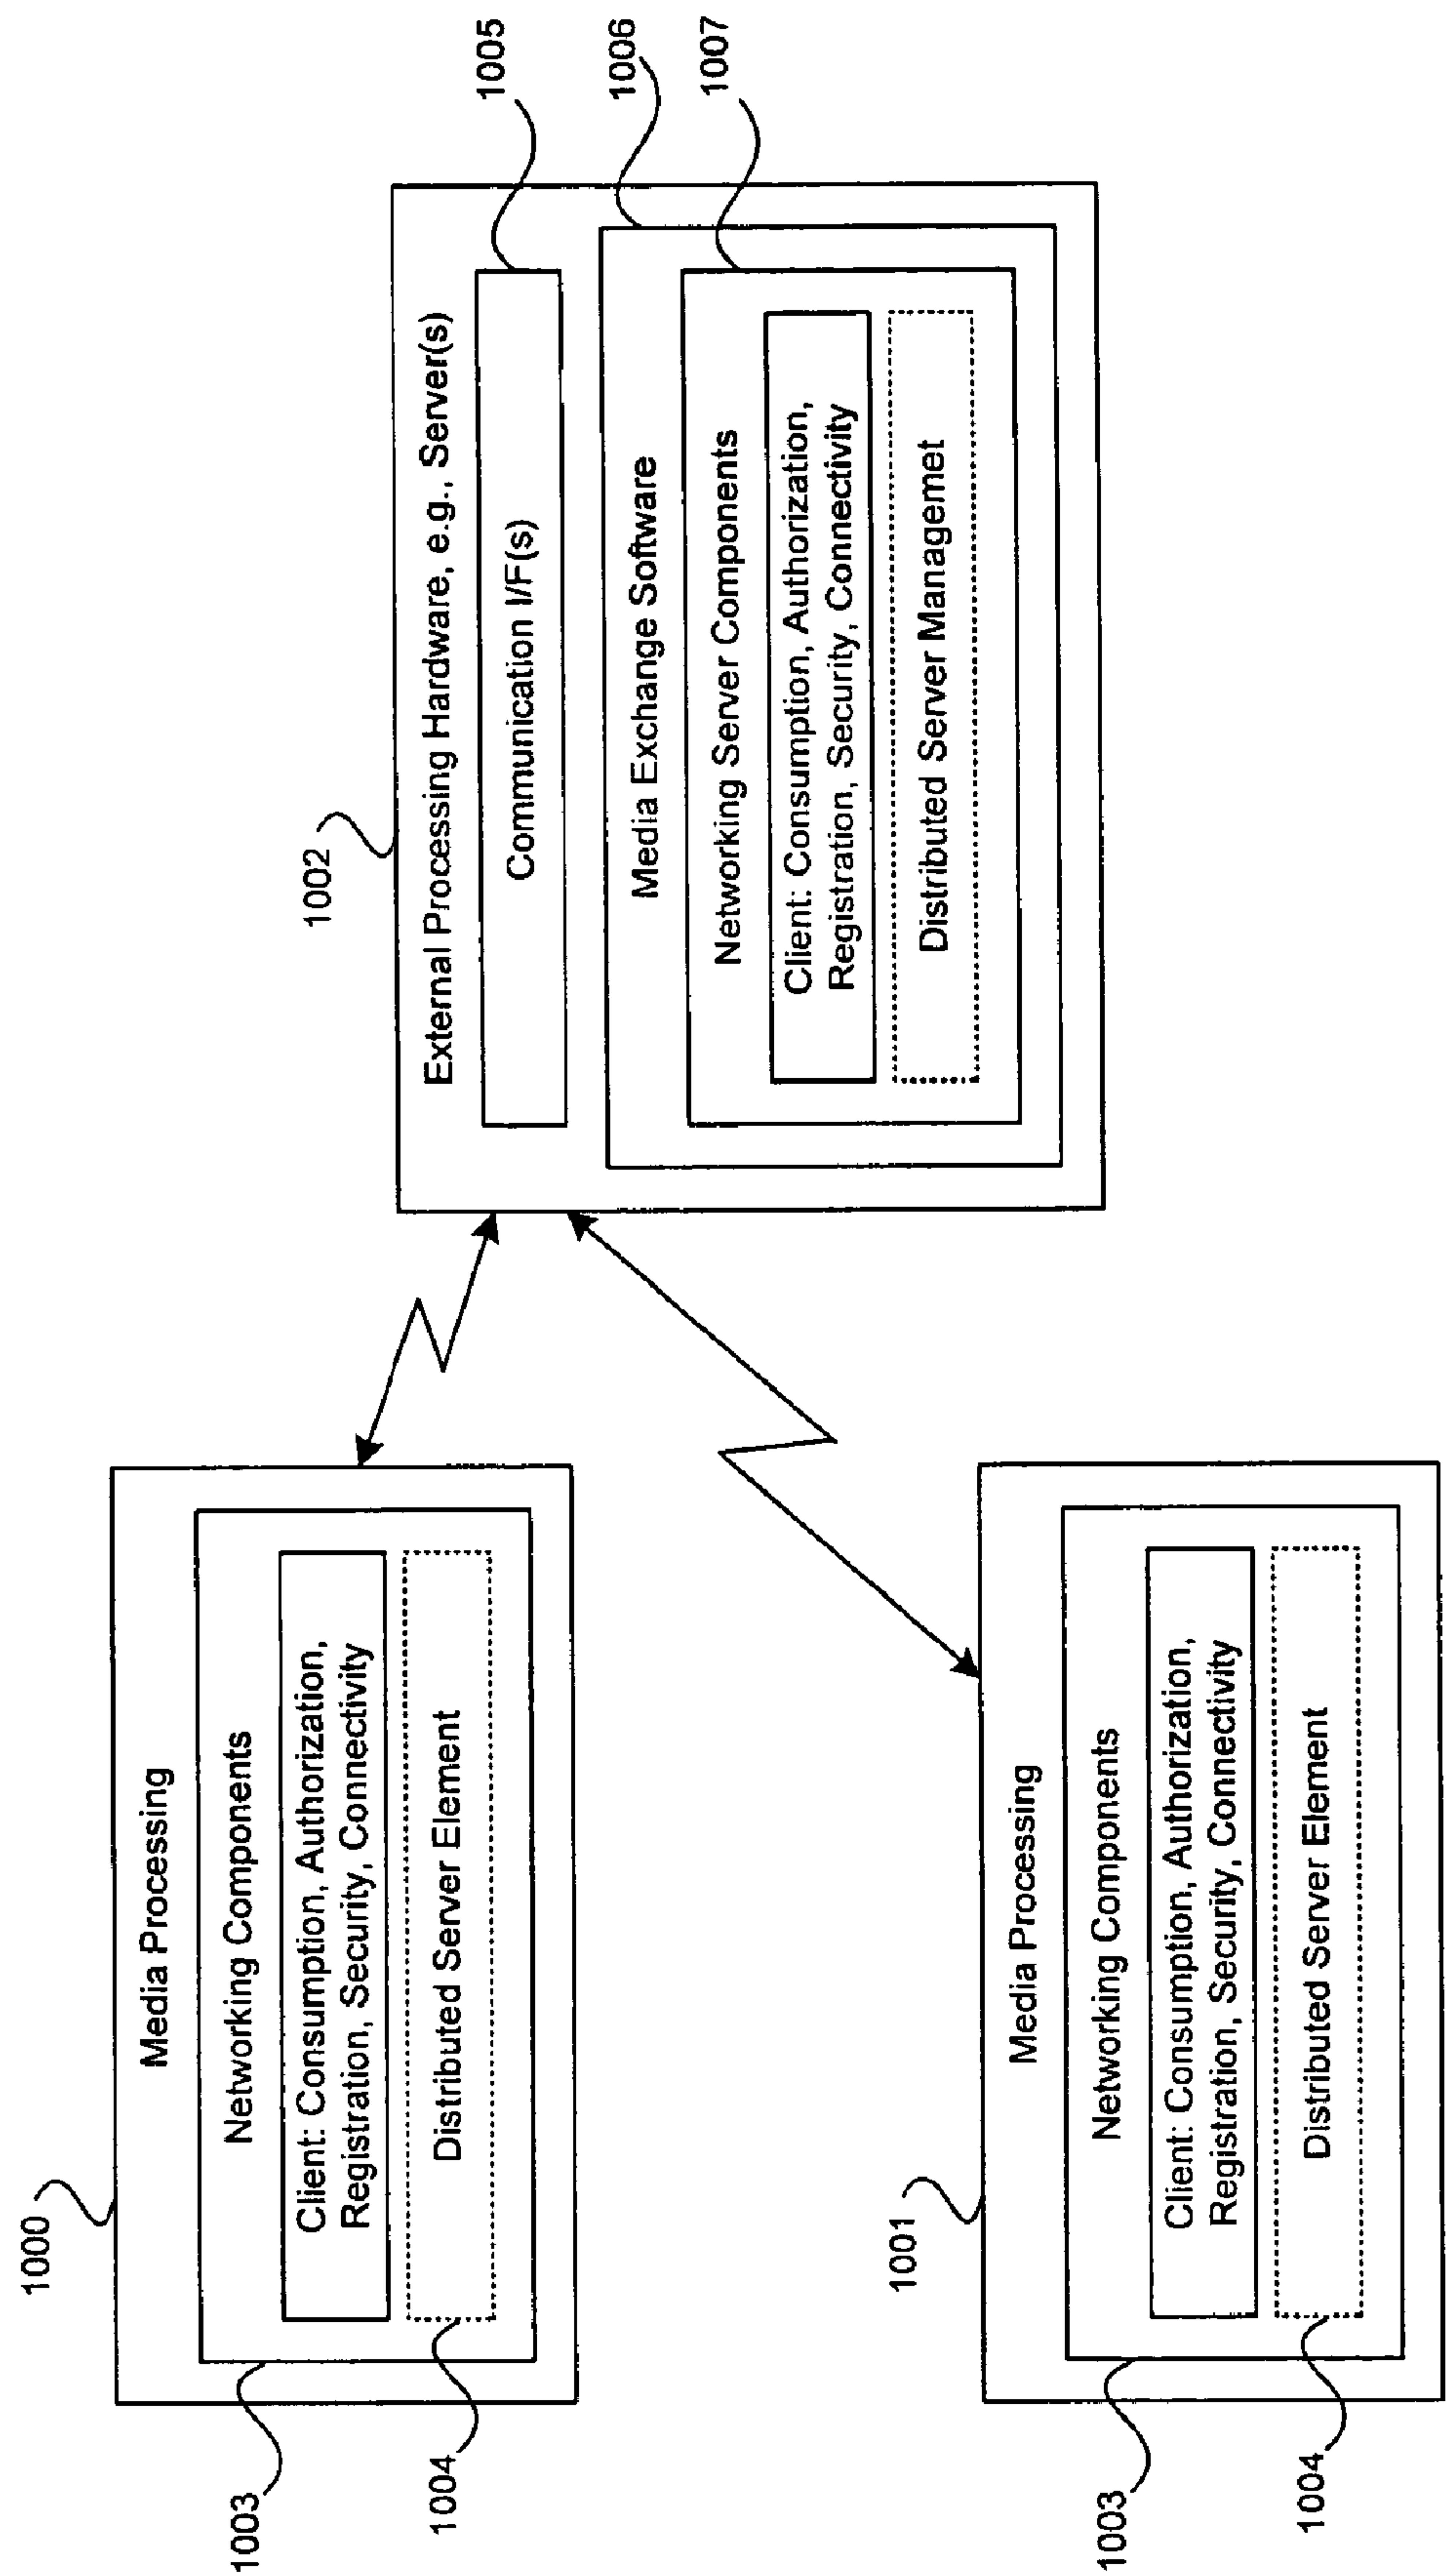 1000
Media Processing
Networking Components
Client: Consumption, Authorization,
Registration, Security, Connectivity
Distributed Server Element
1003
1004
1002
External Processing Hardware, e.g., Server(s)
Communication I/F(s)
Media Exchange Software
Networking Server Components
Client: Consumption, Authorization,
Registration, Security, Connectivity
Distributed Server Managemet
1005
1006
1007
1001
Media Processing
Networking Components
Client: Consumption, Authorization,
Registration, Security, Connectivity
Distributed Server Element
1003
1004